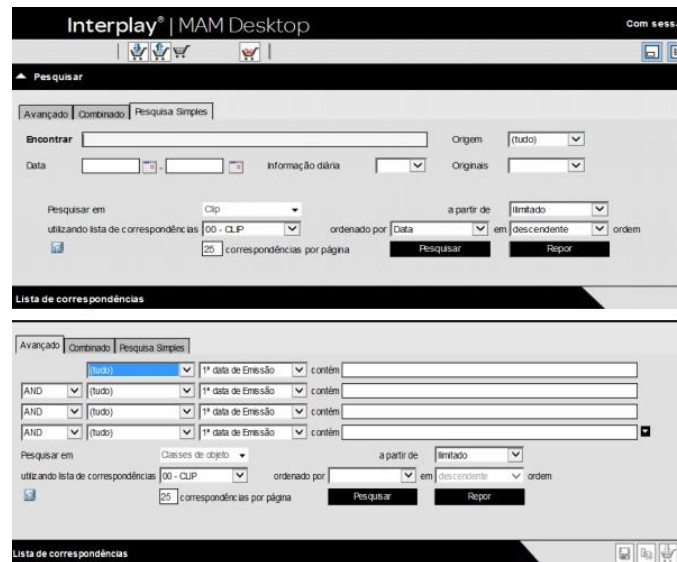 Interplay® | MAM Desktop Com sess
Pesquisar
Avançado Combinado Pesquisa Simples
Encontrar Origem (tudo)
Data - Informação diária Originais
Pesquisar em Clip a partir de Ilimitado
utilizando lista de correspondências 00 - CLIP ordenado por Data em descendente ordem
25 correspondências por página Pesquisar Repor
Lista de correspondências
Avançado Combinado Pesquisa Simples
(tudo) 1ª data de Emissão contém
AND (tudo) 1ª data de Emissão contém
AND (tudo) 1ª data de Emissão contém
AND (tudo) 1ª data de Emissão contém
Pesquisar em Classes de objeto a partir de Ilimitado
utilizando lista de correspondências 00 - CLIP ordenado por em descendente ordem
25 correspondências por página Pesquisar Repor
Lista de correspondências